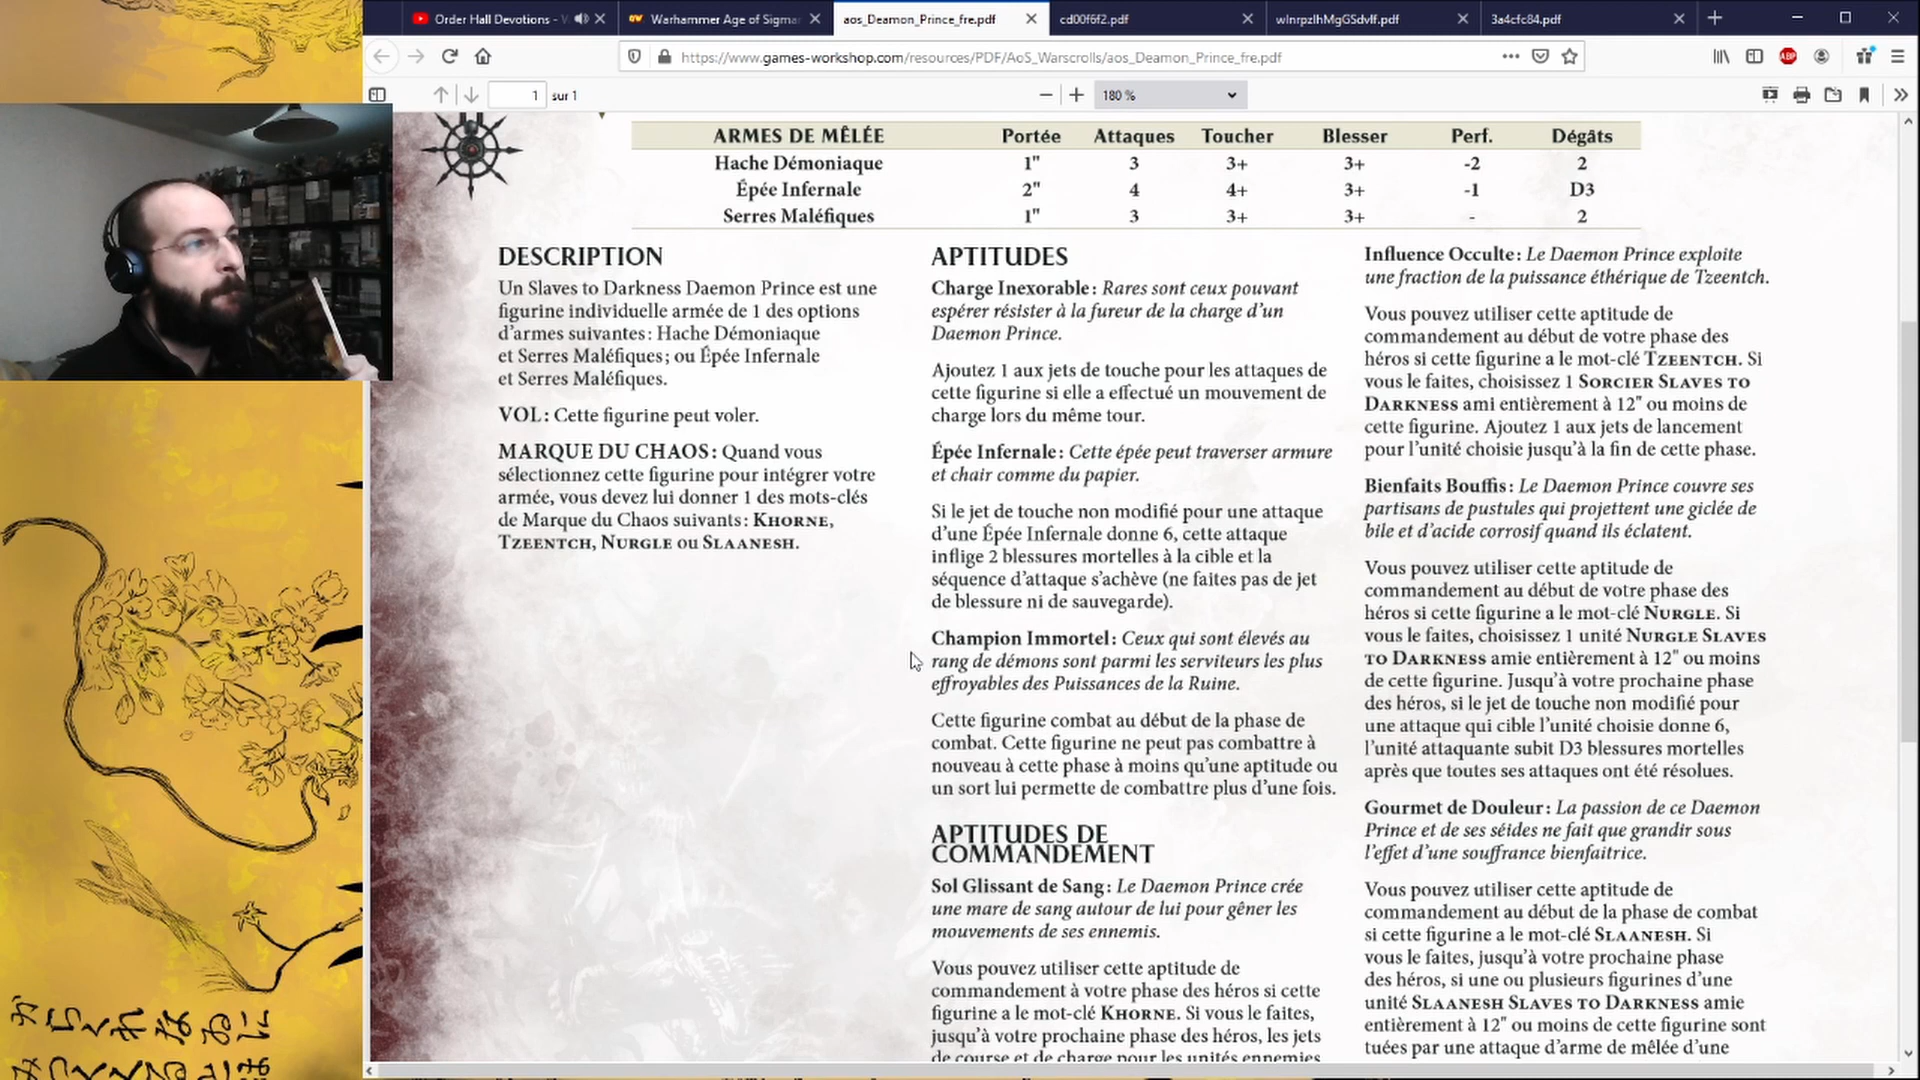 Order Hall Devotions -
Warhammer Age of Sigmar
aos_Deamon_Prince_fre.pdf
cd00f6f2.pdf
3a4cfc84.pdf
https://www.games-workshop.com/resources/PDF/AoS_Warscrolls/aos_Deamon_Prince_fre.pdf
ABP
1 sur 1
180 %
ARMES DE MÊLÉE Portée Attaques Toucher Blesser Perf. Dégâts
Hache Démoniaque 1" 3 3+ 3+ -2 2
Épée Infernale 2" 4 4+ 3+ -1 D3
Serres Maléfiques 1" 3 3+ 3+ - 2
DESCRIPTION
Un Slaves to Darkness Daemon Prince est une
figurine individuelle armée de 1 des options
d'armes suivantes : Hache Démoniaque
et Serres Maléfiques ; ou Épée Infernale
et Serres Maléfiques.
VOL : Cette figurine peut voler.
MARQUE DU CHAOS : Quand vous
sélectionnez cette figurine pour intégrer votre
armée, vous devez lui donner 1 des mots-clés
de Marque du Chaos suivants : KHORNE,
TZEENTCH, NURGLE ou SLAANESH.
APTITUDES
Charge Inexorable : Rares sont ceux pouvant
espérer résister à la fureur de la charge d'un
Daemon Prince.
Ajoutez 1 aux jets de touche pour les attaques de
cette figurine si elle a effectué un mouvement de
charge lors du même tour.
Épée Infernale : Cette épée peut traverser armure
et chair comme du papier.
Si le jet de touche non modifié pour une attaque
d'une Épée Infernale donne 6, cette attaque
inflige 2 blessures mortelles à la cible et la
séquence d'attaque s'achève (ne faites pas de jet
de blessure ni de sauvegarde).
Champion Immortel : Ceux qui sont élevés au
rang de démons sont parmi les serviteurs les plus
effroyables des Puissances de la Ruine.
Cette figurine combat au début de la phase de
combat. Cette figurine ne peut pas combattre à
nouveau à cette phase à moins qu'une aptitude ou
un sort lui permette de combattre plus d'une fois.
APTITUDES DE
COMMANDEMENT
Sol Glissant de Sang : Le Daemon Prince crée
une mare de sang autour de lui pour gêner les
mouvements de ses ennemis.
Vous pouvez utiliser cette aptitude de
commandement à votre phase des héros si cette
figurine a le mot-clé KHORNE. Si vous le faites,
jusqu'à votre prochaine phase des héros, les jets
de course et de charge pour les unités ennemies
Influence Occulte : Le Daemon Prince exploite
une fraction de la puissance éthérique de Tzeentch.
Vous pouvez utiliser cette aptitude de
commandement au début de votre phase des
héros si cette figurine a le mot-clé TZEENTCH. Si
vous le faites, choisissez 1 SORCIER SLAVES TO
DARKNESS ami entièrement à 12" ou moins de
cette figurine. Ajoutez 1 aux jets de lancement
pour l'unité choisie jusqu'à la fin de cette phase.
Bienfaits Bouffis : Le Daemon Prince couvre ses
partisans de pustules qui projettent une giclée de
bile et d'acide corrosif quand ils éclatent.
Vous pouvez utiliser cette aptitude de
commandement au début de votre phase des
héros si cette figurine a le mot-clé NURGLE. Si
vous le faites, choisissez 1 unité NURGLE SLAVES
TO DARKNESS amie entièrement à 12" ou moins
de cette figurine. Jusqu'à votre prochaine phase
des héros, si le jet de touche non modifié pour
une attaque qui cible l'unité choisie donne 6,
l'unité attaquante subit D3 blessures mortelles
après que toutes ses attaques ont été résolues.
Gourmet de Douleur : La passion de ce Daemon
Prince et de ses séides ne fait que grandir sous
l'effet d'une souffrance bienfaitrice.
Vous pouvez utiliser cette aptitude de
commandement au début de la phase de combat
si cette figurine a le mot-clé SLAANESH. Si
vous le faites, jusqu'à votre prochaine phase
des héros, si une ou plusieurs figurines d'une
unité SLAANESH SLAVES TO DARKNESS amie
entièrement à 12" ou moins de cette figurine sont
tuées par une attaque d'arme de mêlée d'une